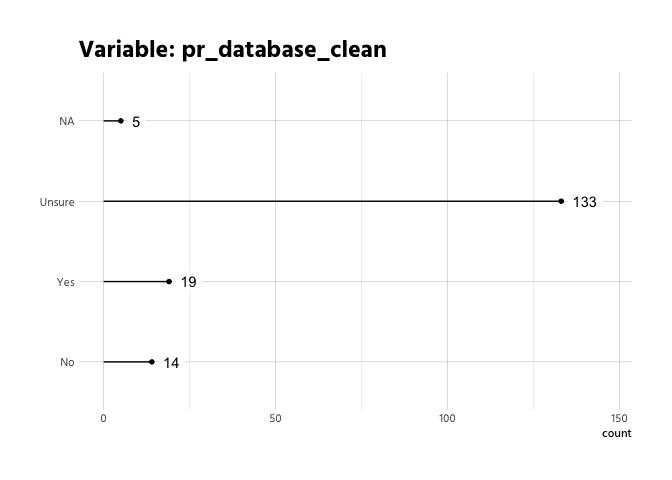 Variable: pr_database_clean
NA
5
Unsure
133
Yes
19
No
14
0
50
100
150
count